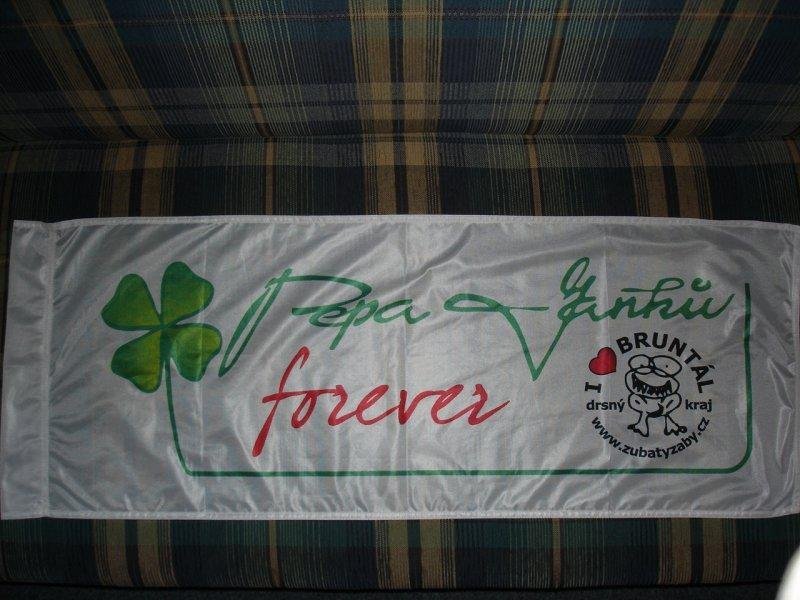 Pepa Janků
forever
I ❤ BRUNTÁL
drsný kraj
www.zubatyzaby.cz